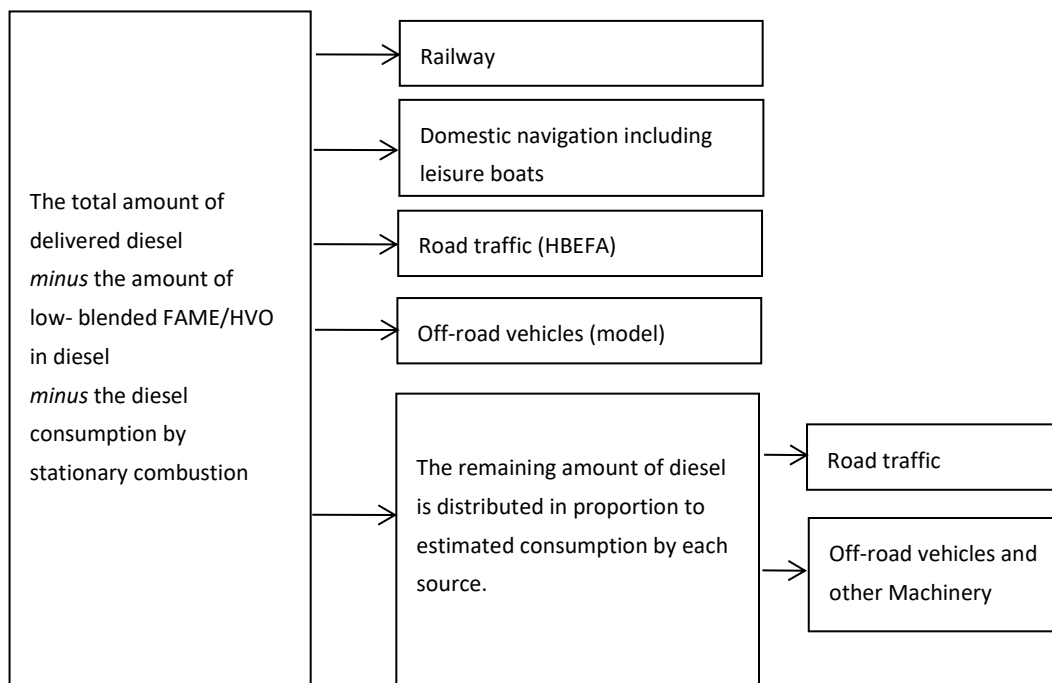 The total amount of
delivered diesel
minus the amount of
low- blended FAME/HVO
in diesel
minus the diesel
consumption by
stationary combustion
Railway
Domestic navigation including
leisure boats
Road traffic (HBEFA)
Off-road vehicles (model)
The remaining amount of diesel
is distributed in proportion to
estimated consumption by each
source.
Road traffic
Off-road vehicles and
other Machinery